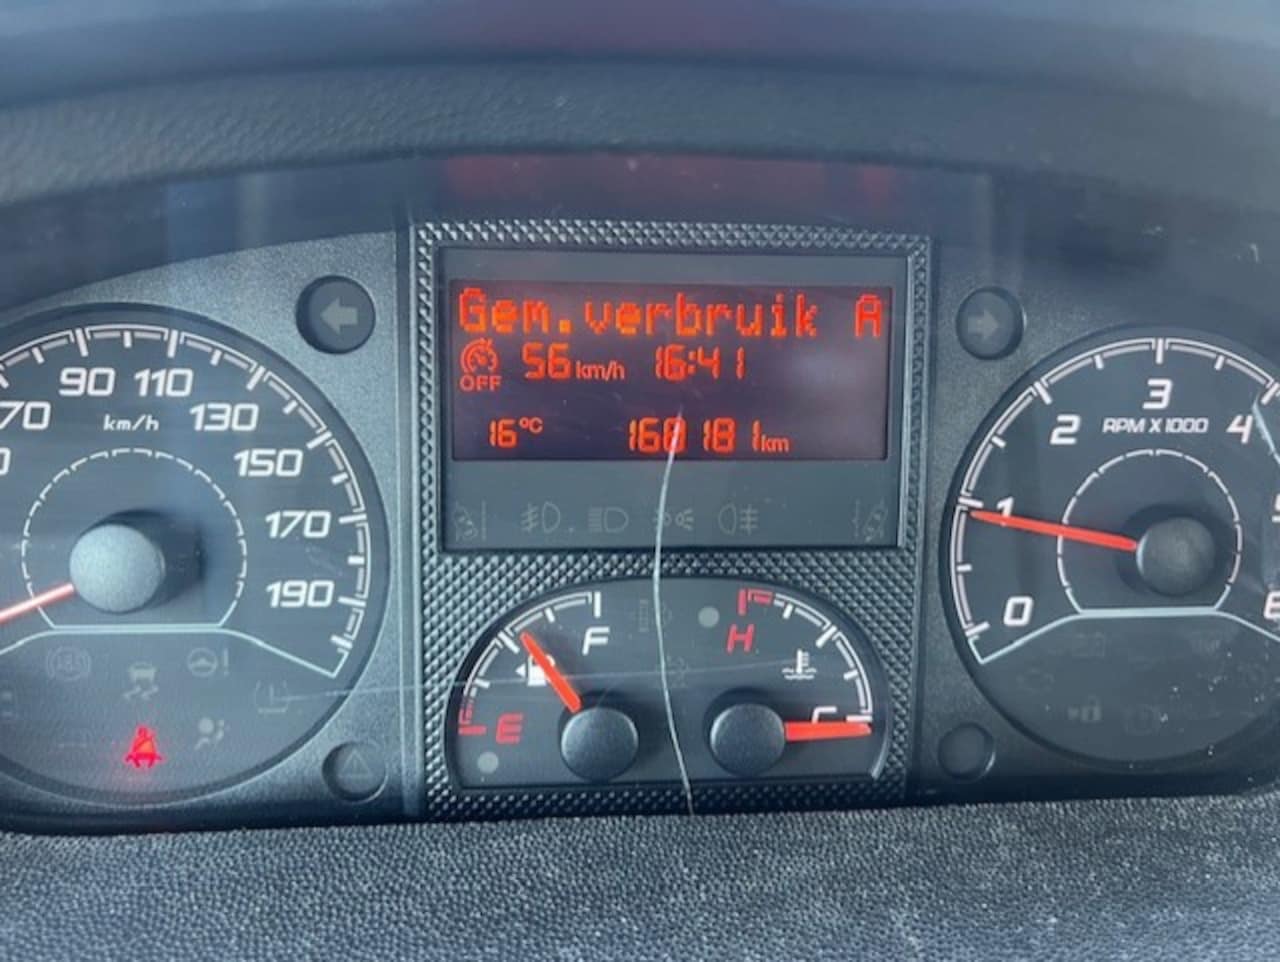 Gem.verbruik A
OFF 56 km/h 16:41
16°C 168181 km
70 90 110 130 150 170 190
km/h
0 1 2 3 4
RPM X 1000
F E
H C